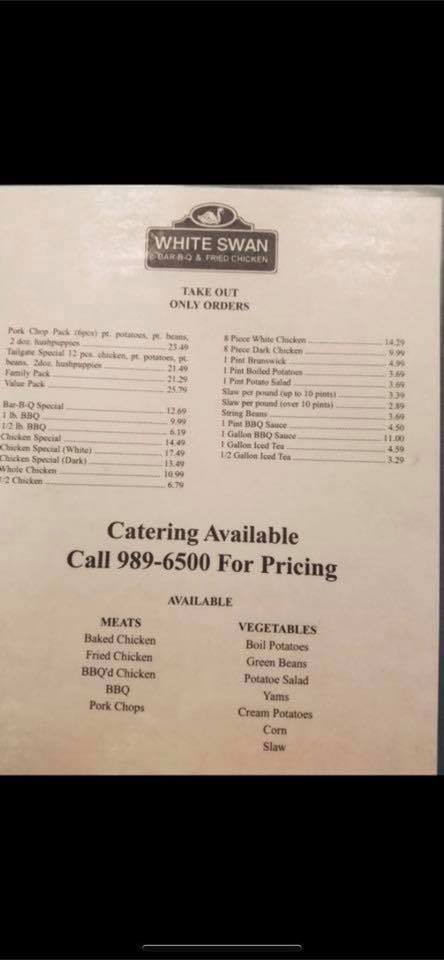 WHITE SWAN
BAR-B-Q & FRIED CHICKEN
TAKE OUT
ONLY ORDERS
Pork Chop Pack (6pcs) pt. potatoes, pt. beans,
2 doz. hushpuppies 23.49
Tailgate Special 12 pcs. chicken, pt. potatoes, pt.
beans, 2doz. hushpuppies 21.49
Family Pack 21.29
Value Pack 25.79
Bar-B-Q Special 12.69
1 lb. BBQ 9.99
1/2 lb. BBQ 6.19
Chicken Special 14.49
Chicken Special (White) 17.49
Chicken Special (Dark) 13.49
Whole Chicken 10.99
1/2 Chicken 6.79
8 Piece White Chicken 14.29
8 Piece Dark Chicken 9.99
1 Pint Brunswick 4.99
1 Pint Boiled Potatoes 3.69
1 Pint Potato Salad 3.69
Slaw per pound (up to 10 pints) 3.39
Slaw per pound (over 10 pints) 2.89
String Beans 3.69
1 Pint BBQ Sauce 4.50
1 Gallon BBQ Sauce 11.00
1 Gallon Iced Tea 4.59
1/2 Gallon Iced Tea 3.29
Catering Available
Call 989-6500 For Pricing
AVAILABLE
MEATS
Baked Chicken
Fried Chicken
BBQ'd Chicken
BBQ
Pork Chops
VEGETABLES
Boil Potatoes
Green Beans
Potatoe Salad
Yams
Cream Potatoes
Corn
Slaw